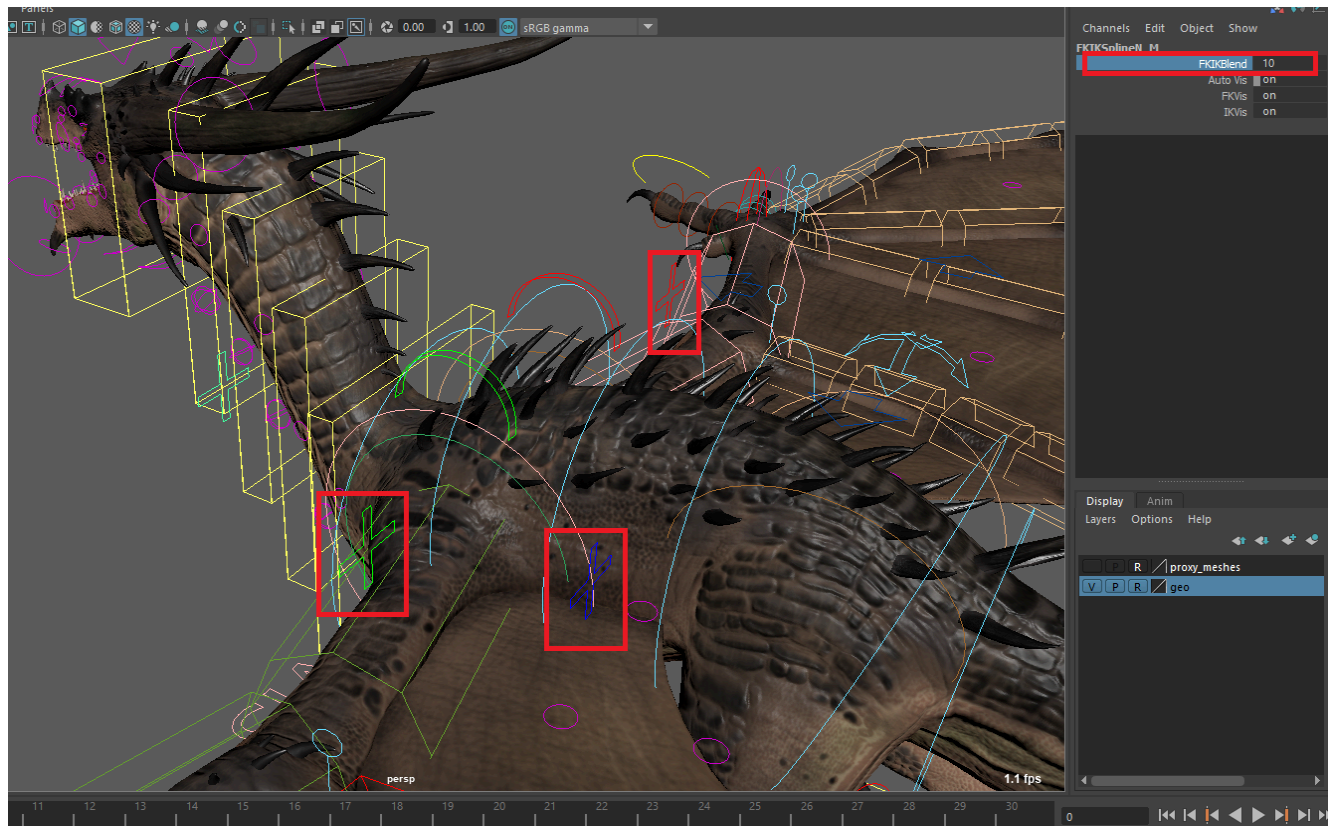 Panels
0.00
1.00
ON
sRGB gamma
Channels Edit Object Show
FKIKSplineN_M
FKIKBlend 10
Auto Vis on
FKVis on
IKVis on
Display Anim
Layers Options Help
P R proxy_meshes
V P R geo
persp
1.1 fps
11 12 13 14 15 16 17 18 19 20 21 22 23 24 25 26 27 28 29 30
0